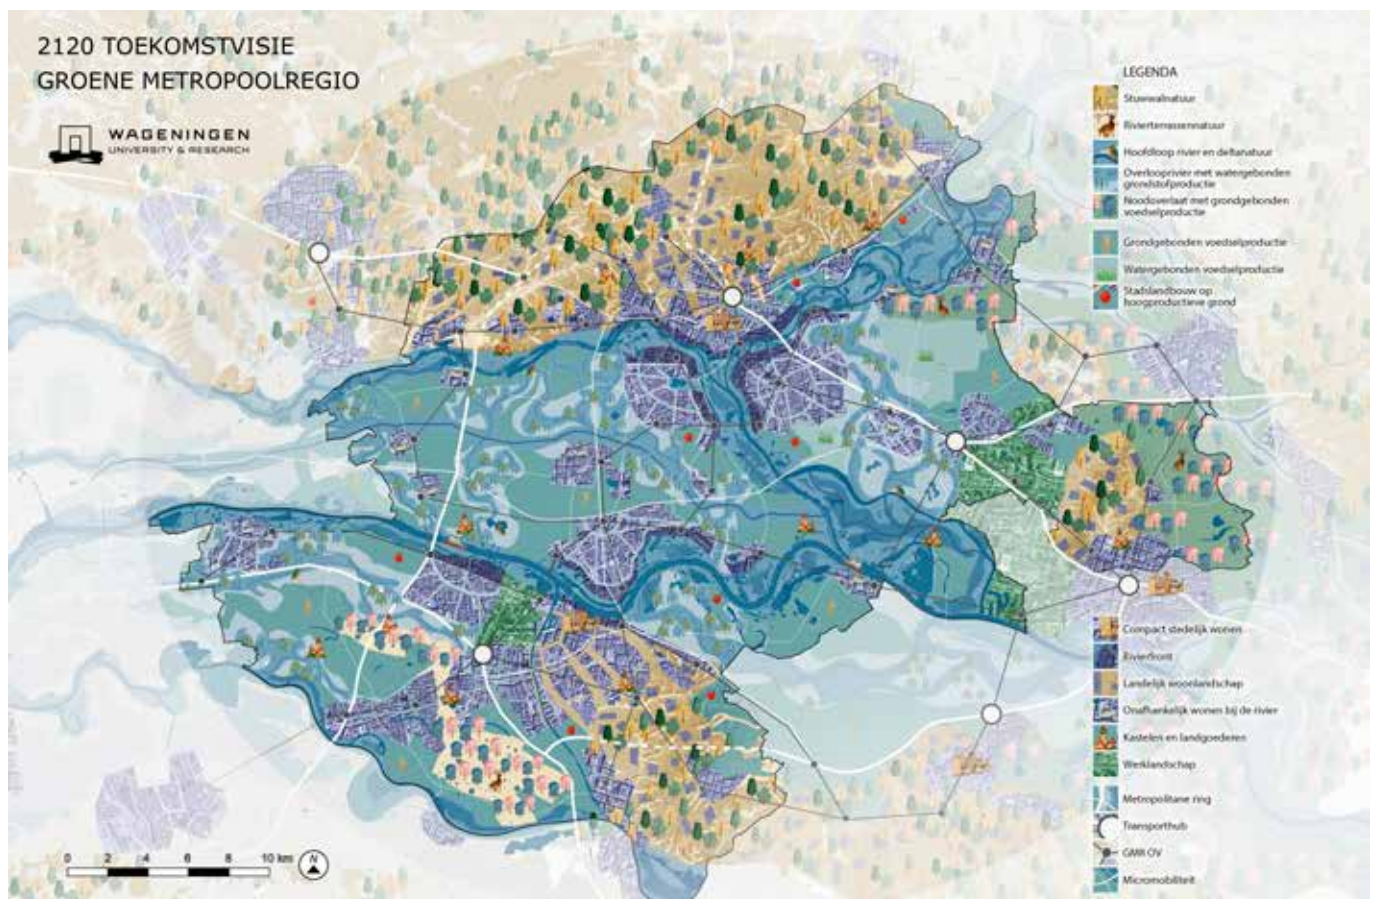 2120 TOEKOMSTVISIE
GROENE METROPOOLREGIO
WAGENINGEN
UNIVERSITY & RESEARCH
LEGENDA
Stuwwalnatuur
Rivierterrassennatuur
Hoofdloop rivier en deltanatuur
Overlooprivier met watergebonden
grondstofproductie
Noodoverlaat met grondgebonden
voedselproductie
Grondgebonden voedselproductie
Watergebonden voedselproductie
Stadslandbouw op
hoogproductieve grond
Compact stedelijk wonen
Rivierfront
Landelijk woonlandschap
Onafhankelijk wonen bij de rivier
Kastelen en landgoederen
Werklandschap
Metropolitane ring
Transporthub
GMR OV
Micromobiliteit
0 2 4 6 8 10 km
N